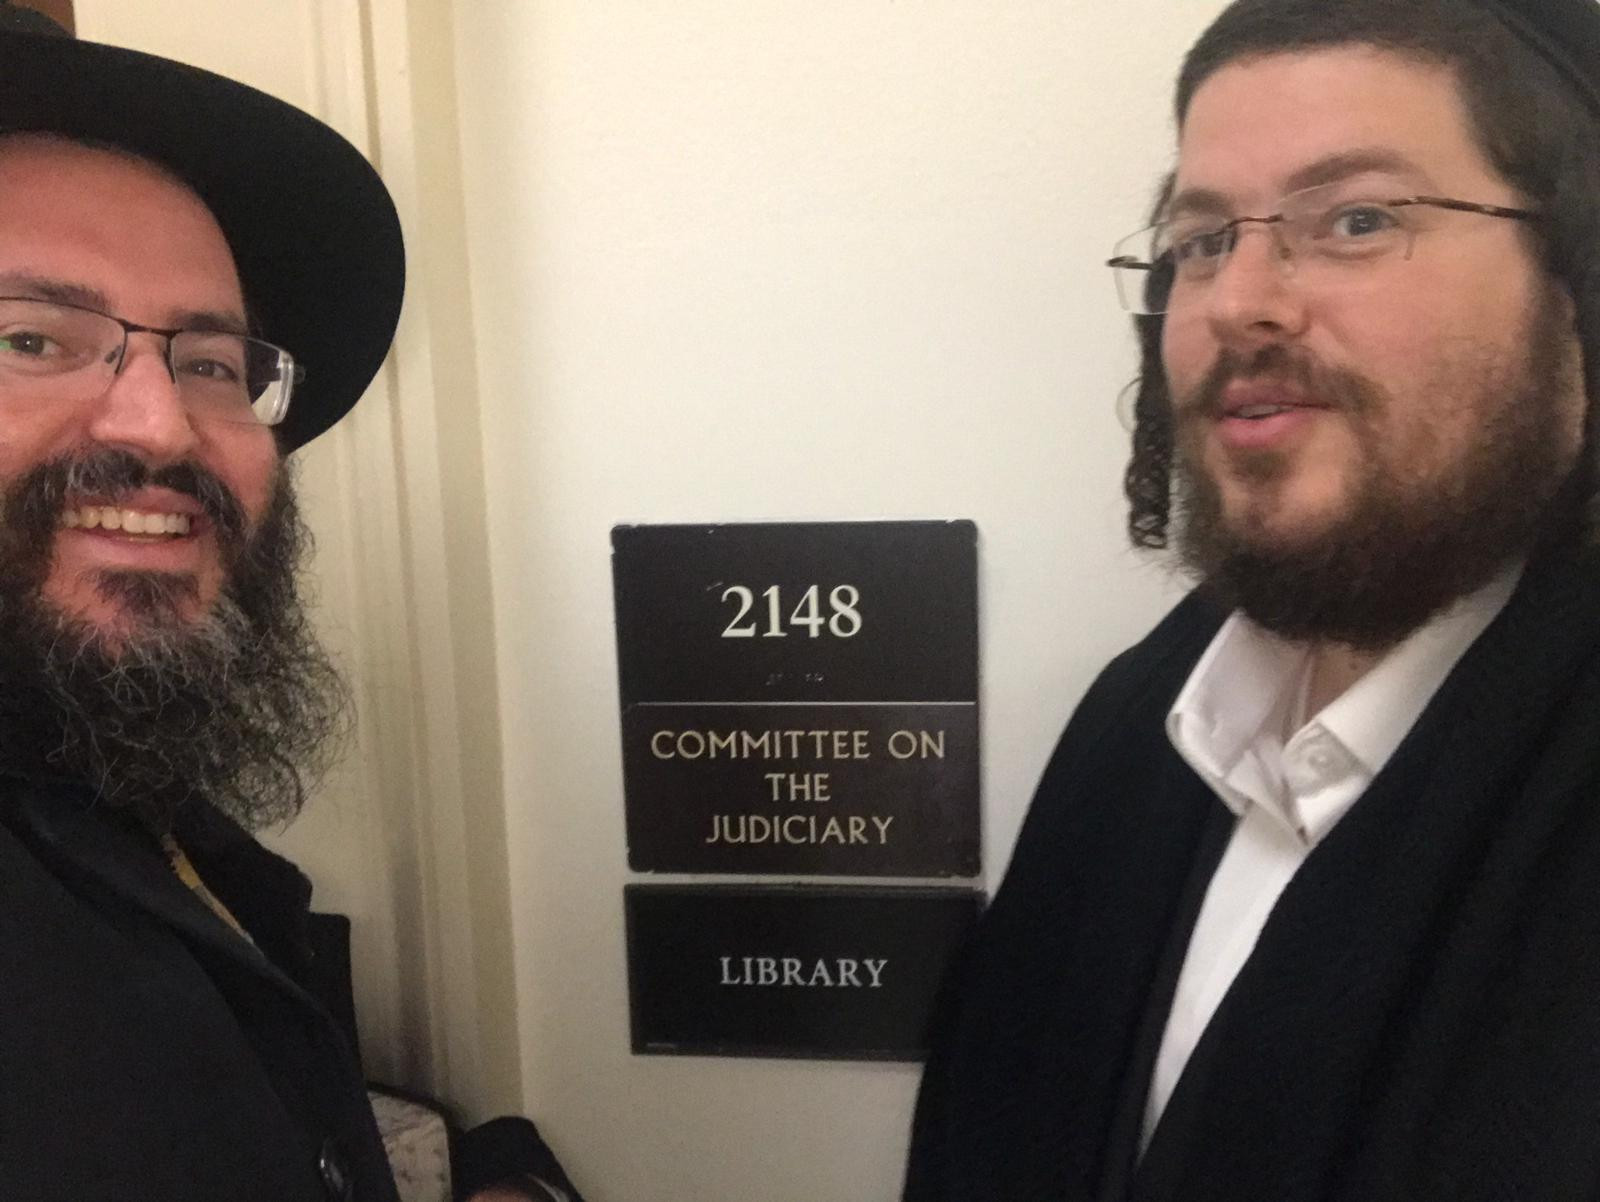 2148
COMMITTEE ON
THE
JUDICIARY
LIBRARY